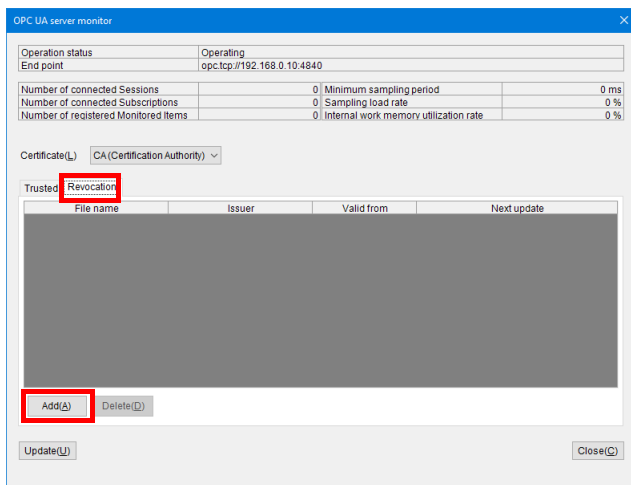 OPC UA server monitor
Operation status Operating
End point opc.tcp://192.168.0.10:4840
Number of connected Sessions 0 Minimum sampling period 0 ms
Number of connected Subscriptions 0 Sampling load rate 0 %
Number of registered Monitored Items 0 Internal work memory utilization rate 0 %
Certificate(L) CA (Certification Authority)
Trusted Revocation
File name Issuer Valid from Next update
Add(A) Delete(D)
Update(U) Close(C)